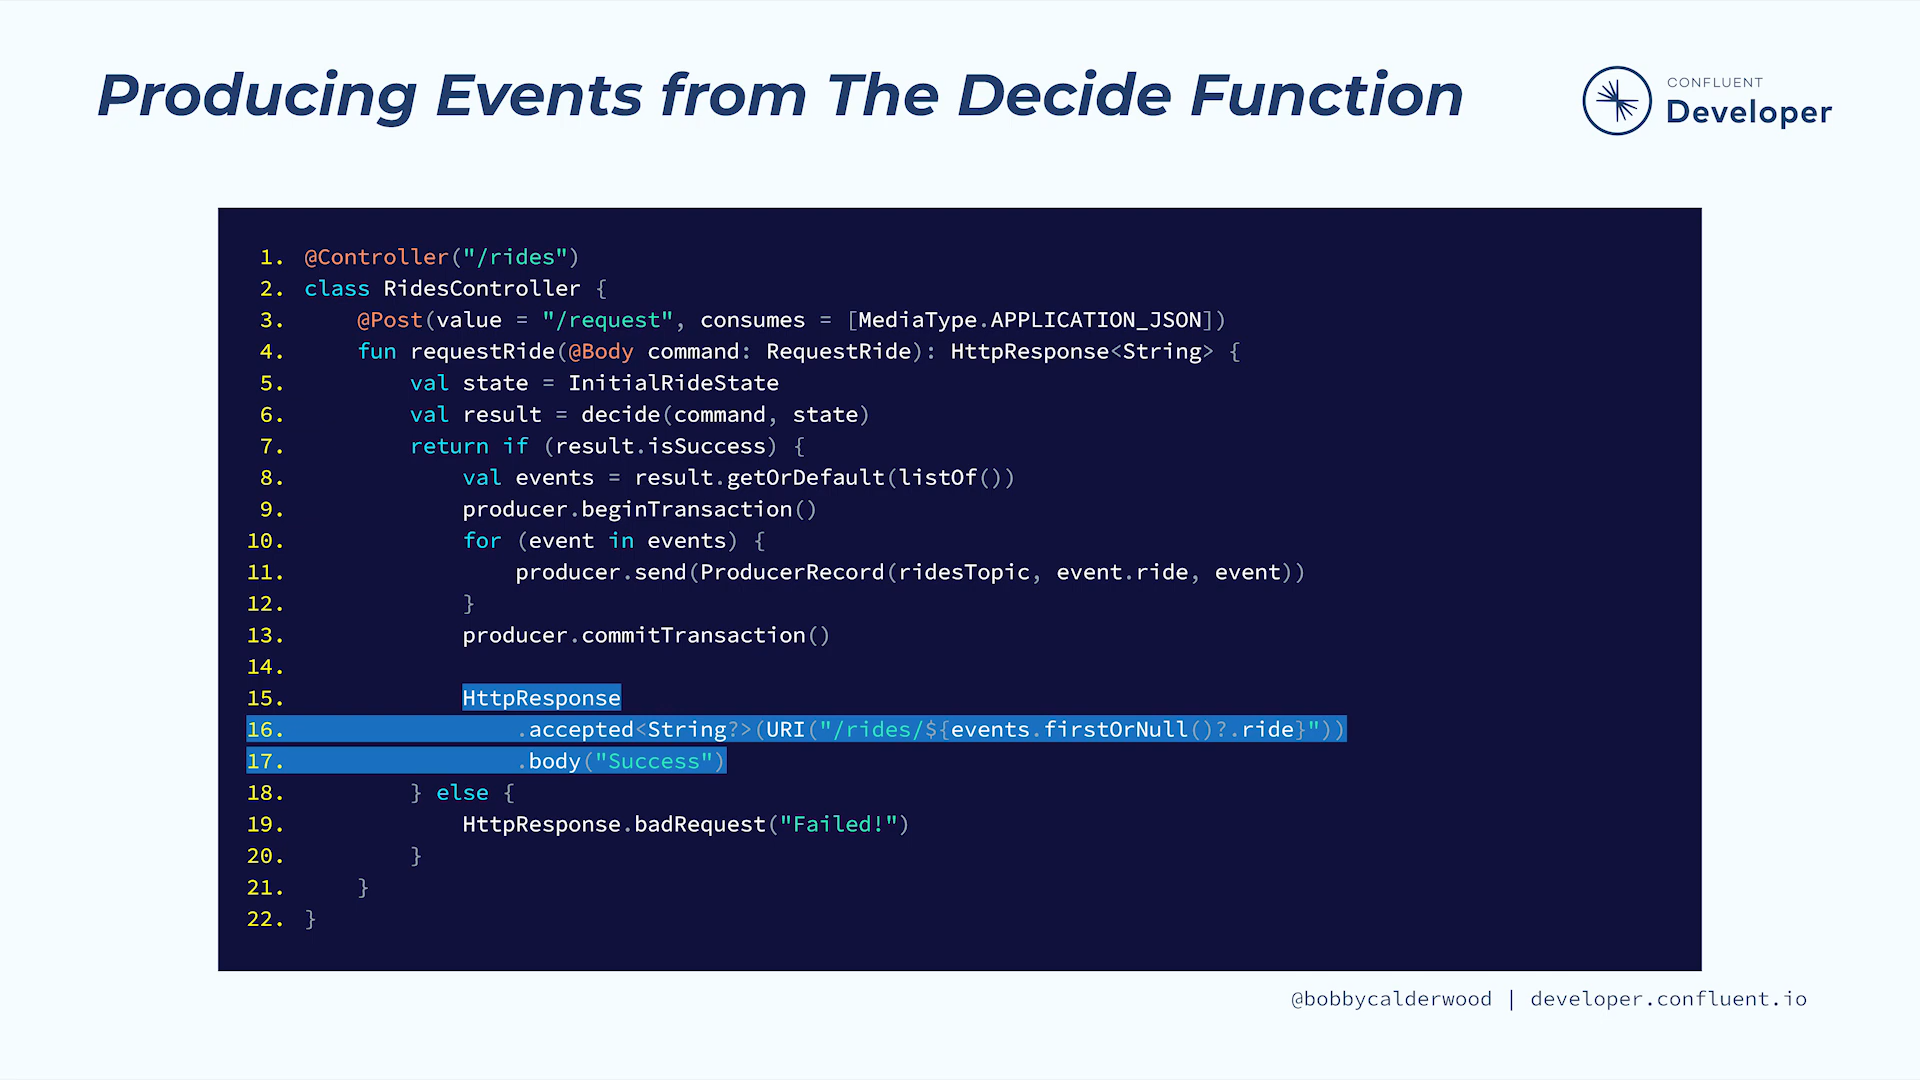 Producing Events from The Decide Function
CONFLUENT
Developer
1. @Controller("/rides")
2. class RidesController {
3.     @Post(value = "/request", consumes = [MediaType.APPLICATION_JSON])
4.     fun requestRide(@Body command: RequestRide): HttpResponse<String> {
5.         val state = InitialRideState
6.         val result = decide(command, state)
7.         return if (result.isSuccess) {
8.             val events = result.getOrDefault(listOf())
9.             producer.beginTransaction()
10.             for (event in events) {
11.                 producer.send(ProducerRecord(ridesTopic, event.ride, event))
12.             }
13.             producer.commitTransaction()
14.
15.             HttpResponse
16.                 .accepted<String?>(URI("/rides/${events.firstOrNull()?.ride}"))
17.                 .body("Success")
18.         } else {
19.             HttpResponse.badRequest("Failed!")
20.         }
21.     }
22. }
@bobbycalderwood | developer.confluent.io